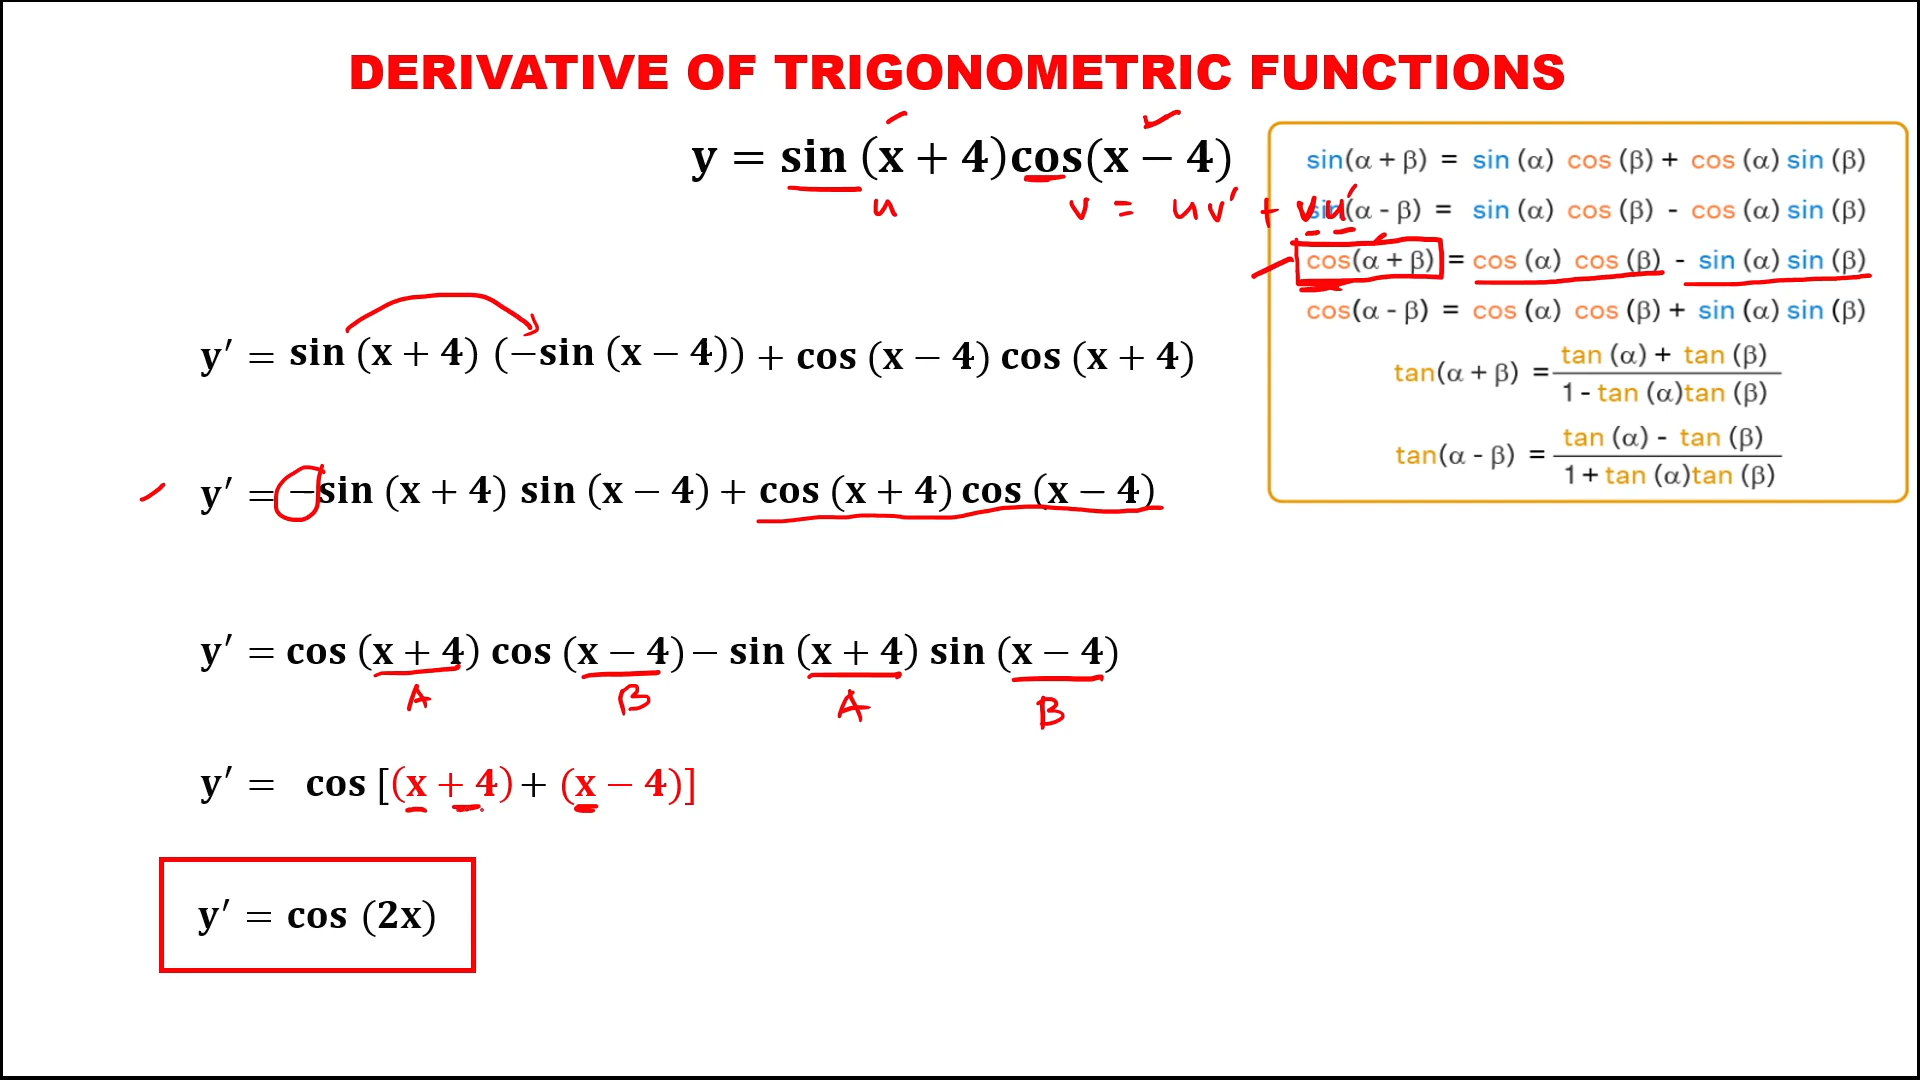 DERIVATIVE OF TRIGONOMETRIC FUNCTIONS
y = sin (x + 4)cos(x − 4)
u v = uv′ + vu′
sin(α + β) = sin (α) cos (β) + cos (α) sin (β)
sin(α - β) = sin (α) cos (β) - cos (α) sin (β)
cos(α + β) = cos (α) cos (β) - sin (α) sin (β)
cos(α - β) = cos (α) cos (β) + sin (α) sin (β)
tan(α + β) = tan (α) + tan (β)
1 - tan (α)tan (β)
tan(α - β) = tan (α) - tan (β)
1 + tan (α)tan (β)
y′ = sin (x + 4) (−sin (x − 4)) + cos (x − 4) cos (x + 4)
y′ = −sin (x + 4) sin (x − 4) + cos (x + 4) cos (x − 4)
y′ = cos (x + 4) cos (x − 4) − sin (x + 4) sin (x − 4)
A B A B
y′ = cos [(x + 4) + (x − 4)]
y′ = cos (2x)